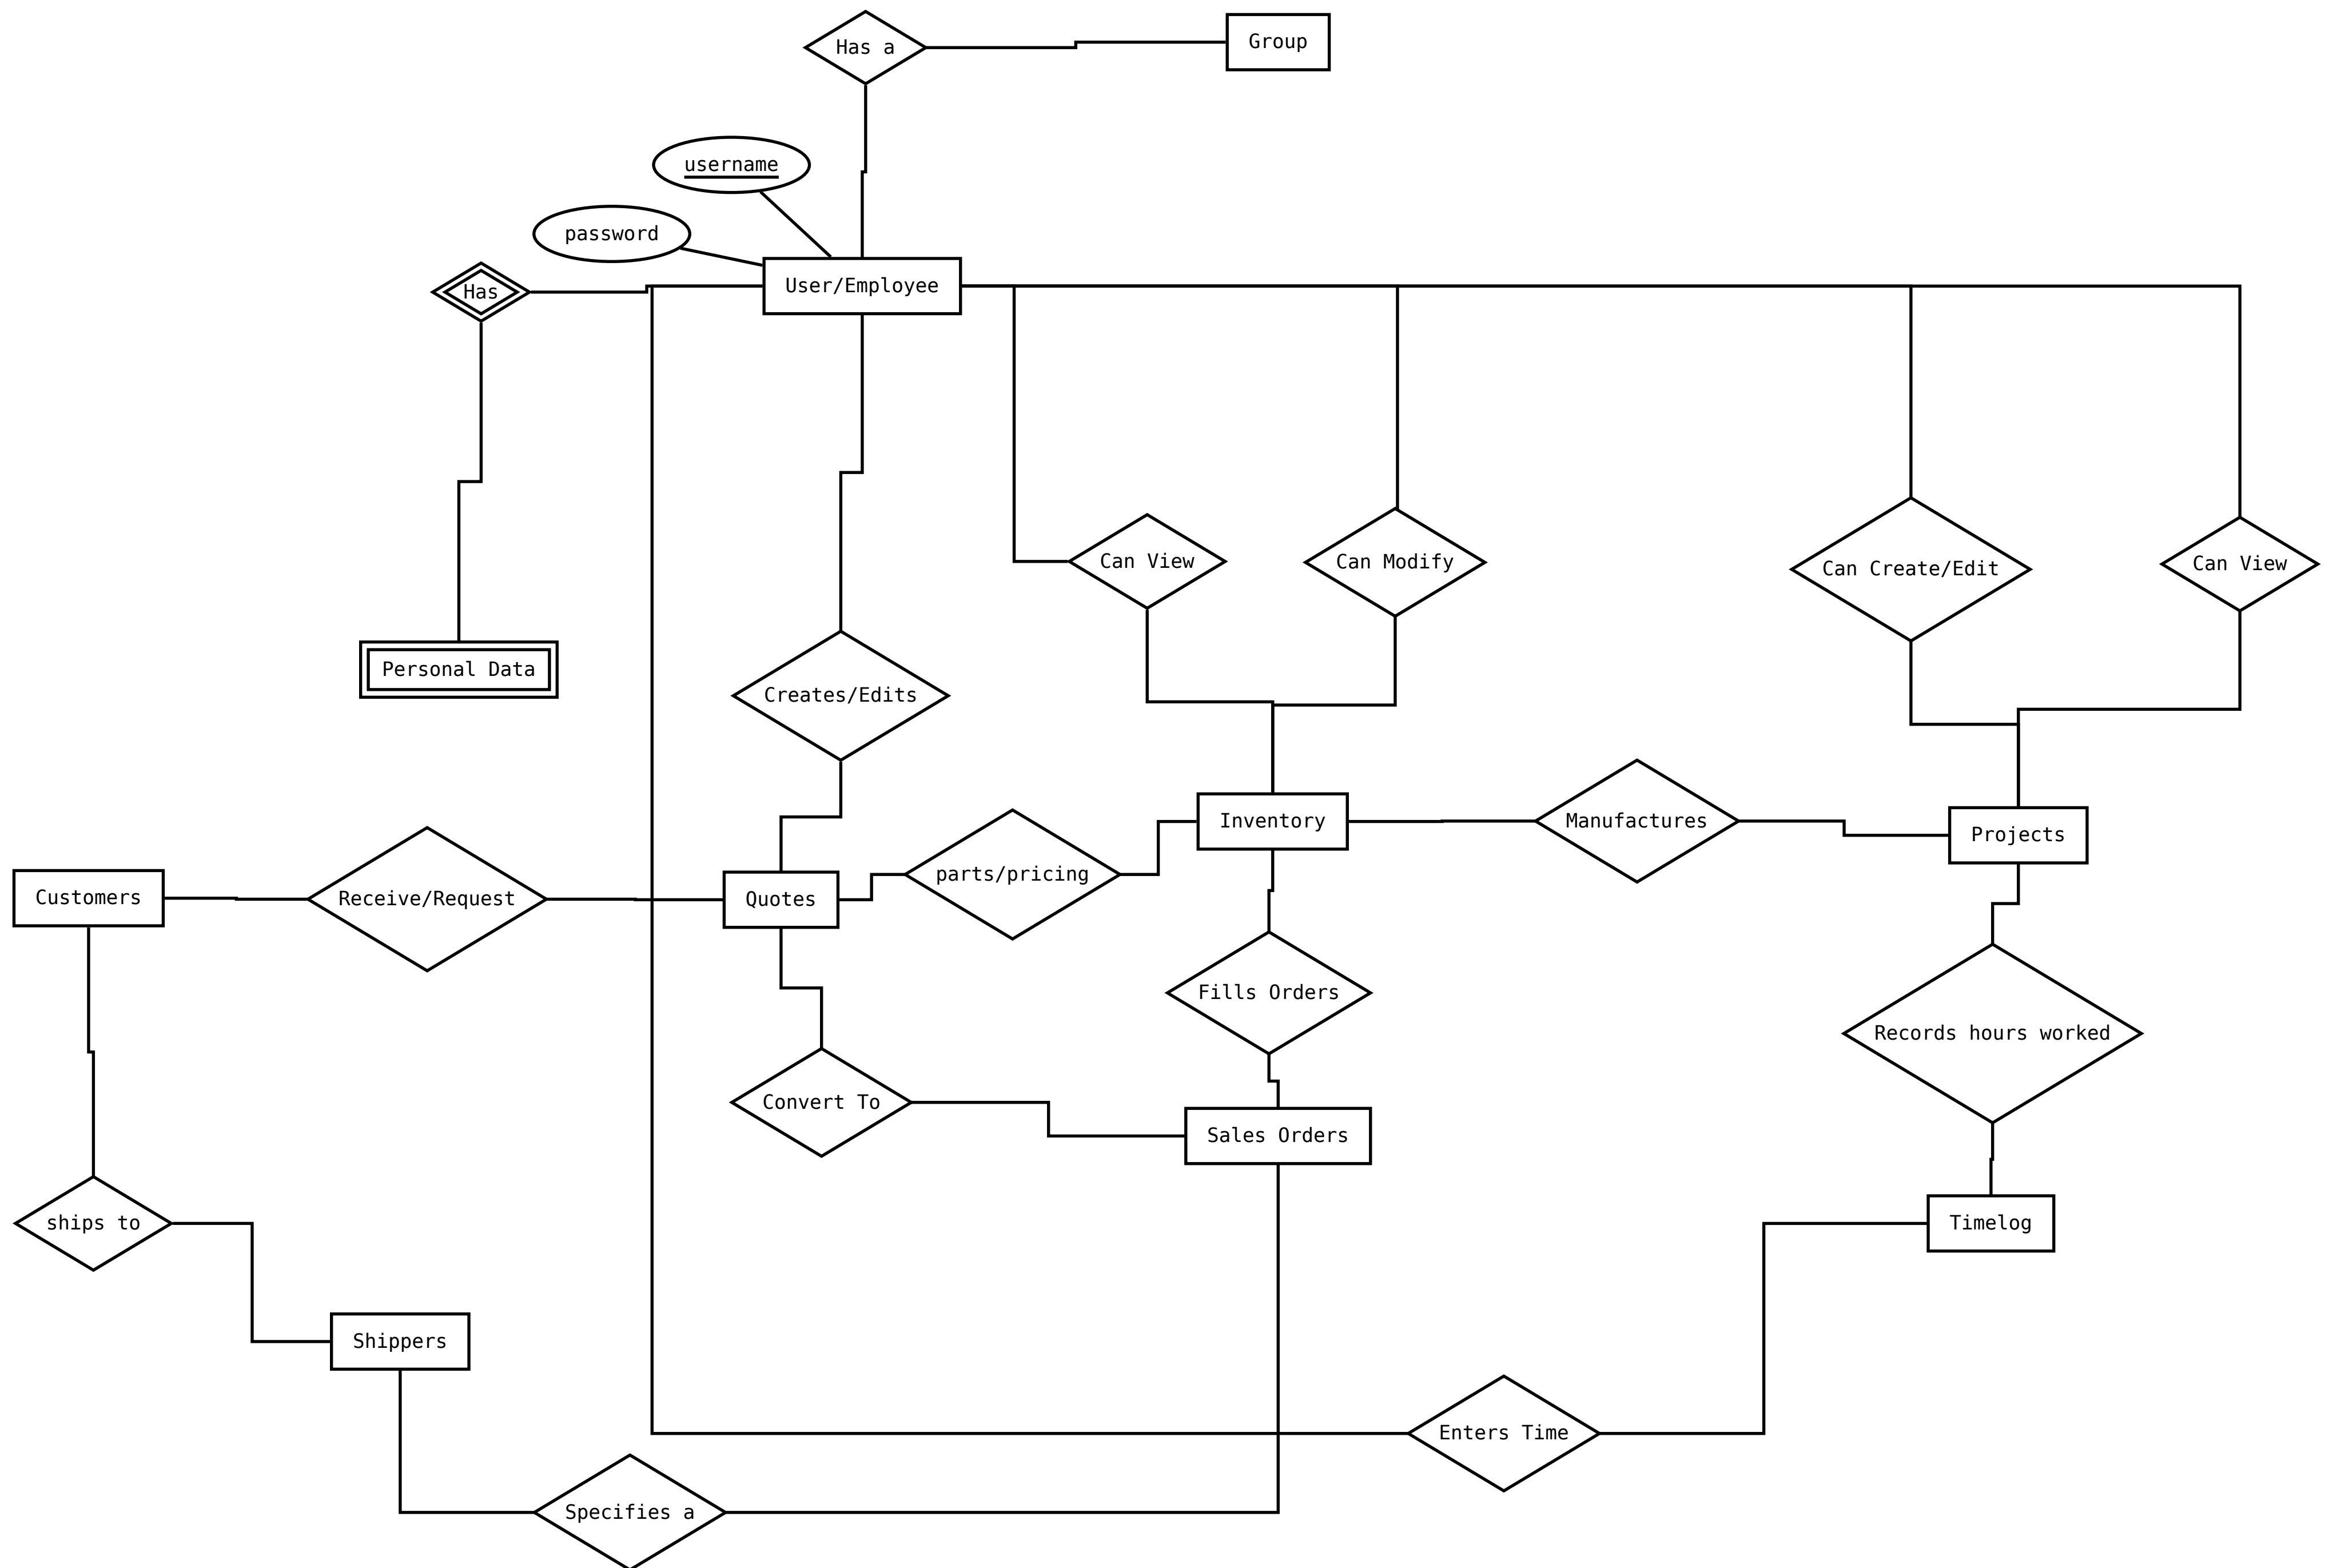 Has a
Group
username
password
User/Employee
Has
Can View
Can Modify
Can Create/Edit
Can View
Personal Data
Creates/Edits
Inventory
Manufactures
Projects
parts/pricing
Customers
Receive/Request
Quotes
Fills Orders
Records hours worked
Convert To
Sales Orders
ships to
Timelog
Shippers
Enters Time
Specifies a